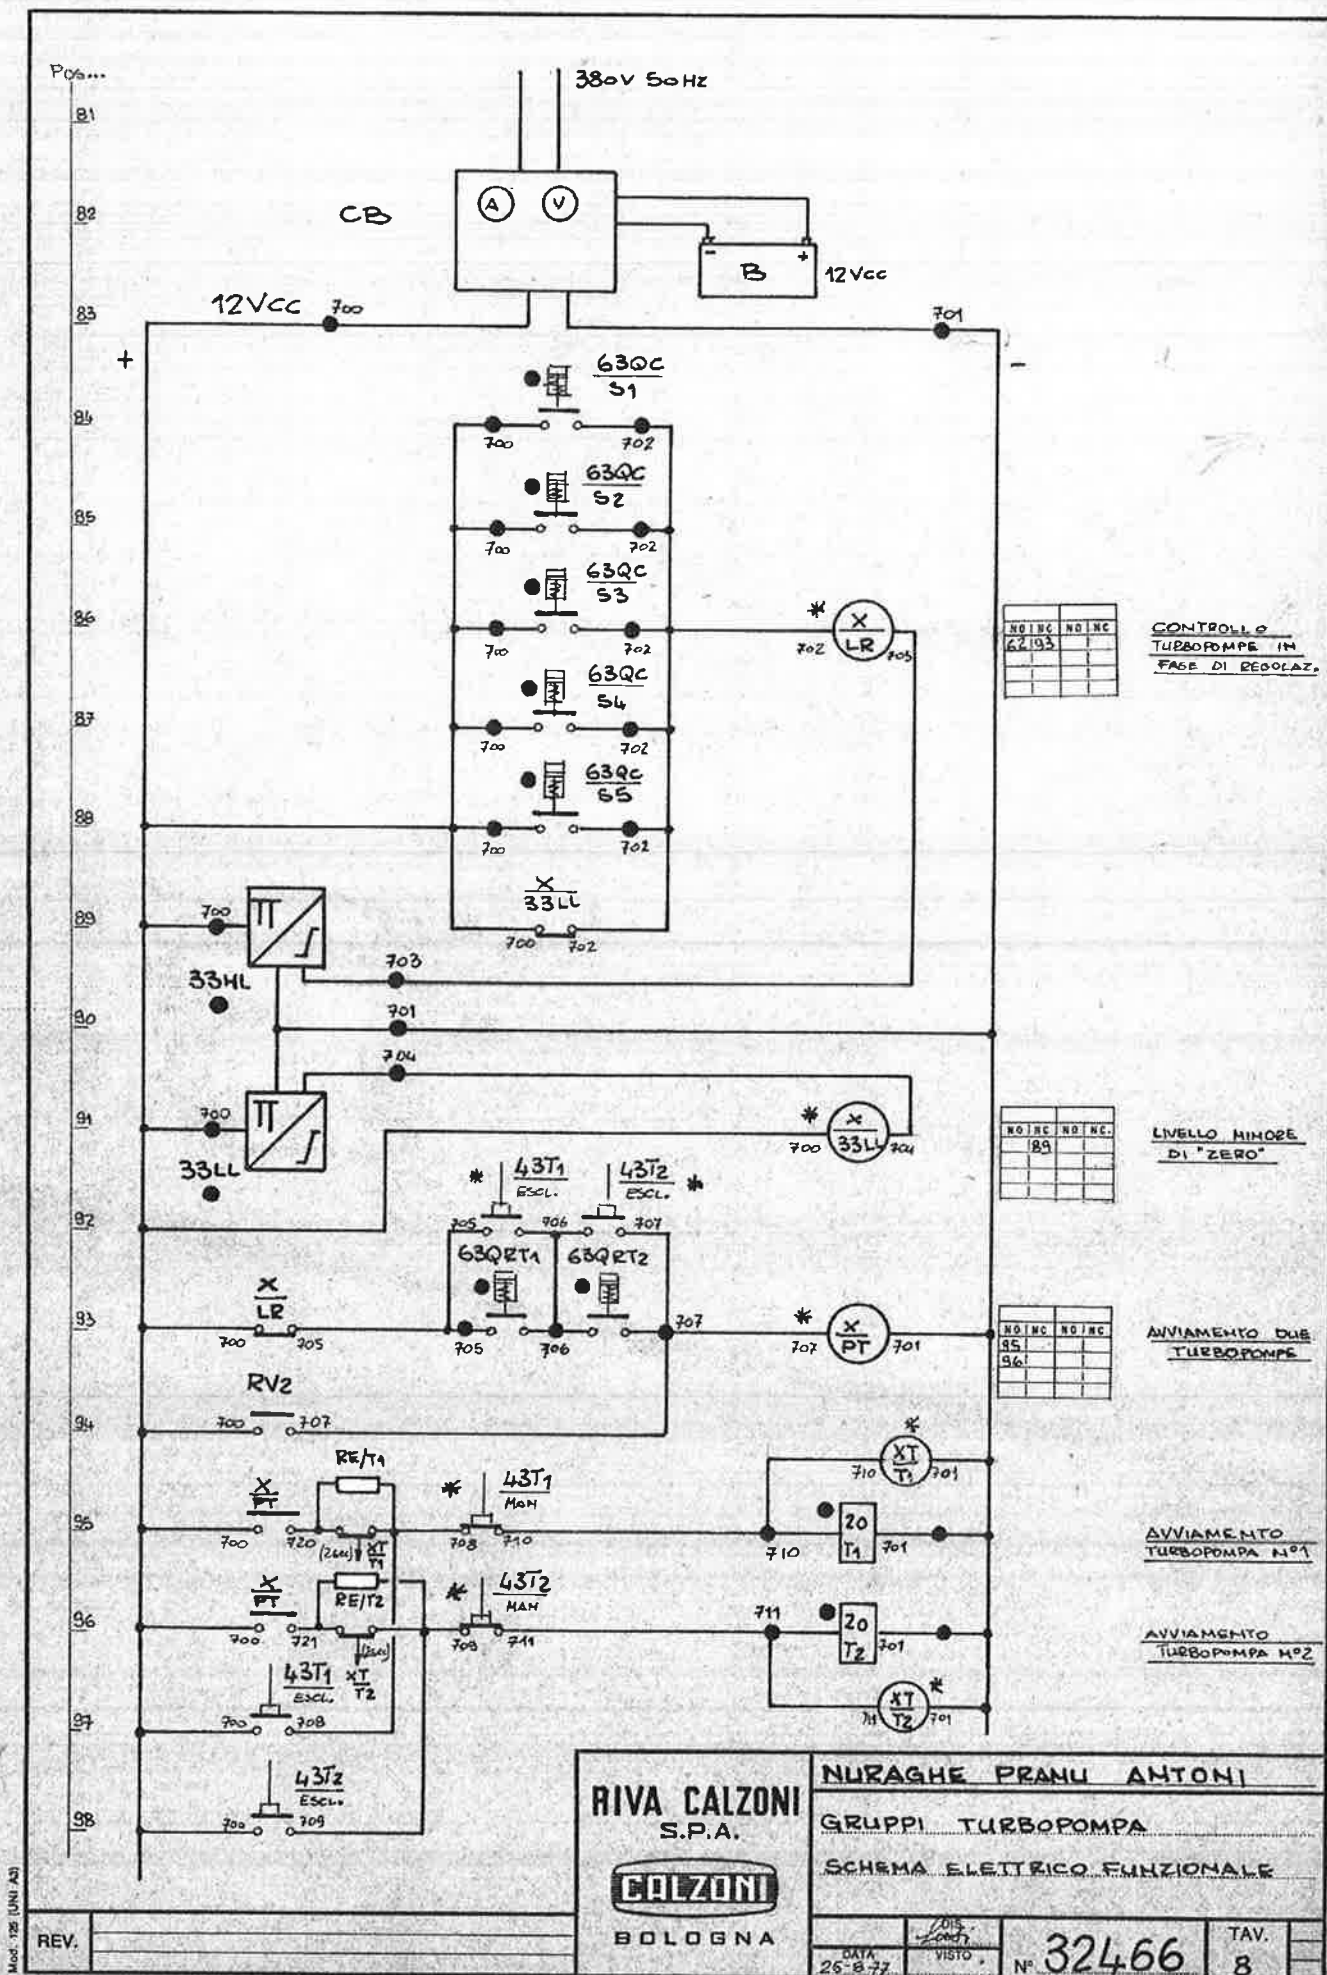 Pos...
380V 50Hz
81
A V
82
CB
B
- +
12Vcc
12VCC 700
701
83
+
-
63QC
S1
84
700 702
63QC
S2
85
700 702
63QC
S3
86
700 702
* X
LR
702 703
NO NC NO NC
62 93
CONTROLLO
TURBOPOMPE IN
FASE DI REGOLAZ.
63QC
S4
87
700 702
63QC
S5
88
700 702
X
33LL
89
700
700 702
703
33HL
90
701
704
91
700
* X
33LL
700 704
NO NC NO NC.
89
LIVELLO MINORE
DI "ZERO"
33LL
* 43T1
ESCL.
43T2 *
ESCL.
92
705 706 707
63QRT1 63QRT2
X
LR
93
700 705
705 706
707
* X
PT
707 701
NO NC NO NC
95
96
AVVIAMENTO DUE
TURBOPOMPE
RV2
94
700 707
RE/T1
*
XT
T1
710 701
X
PT
* 43T1
MAN
95
700 720 (2sec) XT
T1
708 710
710
20
T1 701
AVVIAMENTO
TURBOPOMPA N°1
X
PT
RE/T2
* 43T2
MAN
96
700 721 (2sec)
XT
T2
709 711
711
20
T2 701
AVVIAMENTO
TURBOPOMPA N°2
43T1
ESCL.
97
700 708
XT *
T2
711 701
43T2
ESCL.
98
700 709
RIVA CALZONI
S.P.A.
CALZONI
BOLOGNA
NURAGHE PRANU ANTONI
GRUPPI TURBOPOMPA
SCHEMA ELETTRICO FUNZIONALE
REV.
DATA
26-8-77
DIS.
VISTO
N° 32466
TAV.
8
Mod. 125 (UNI A3)